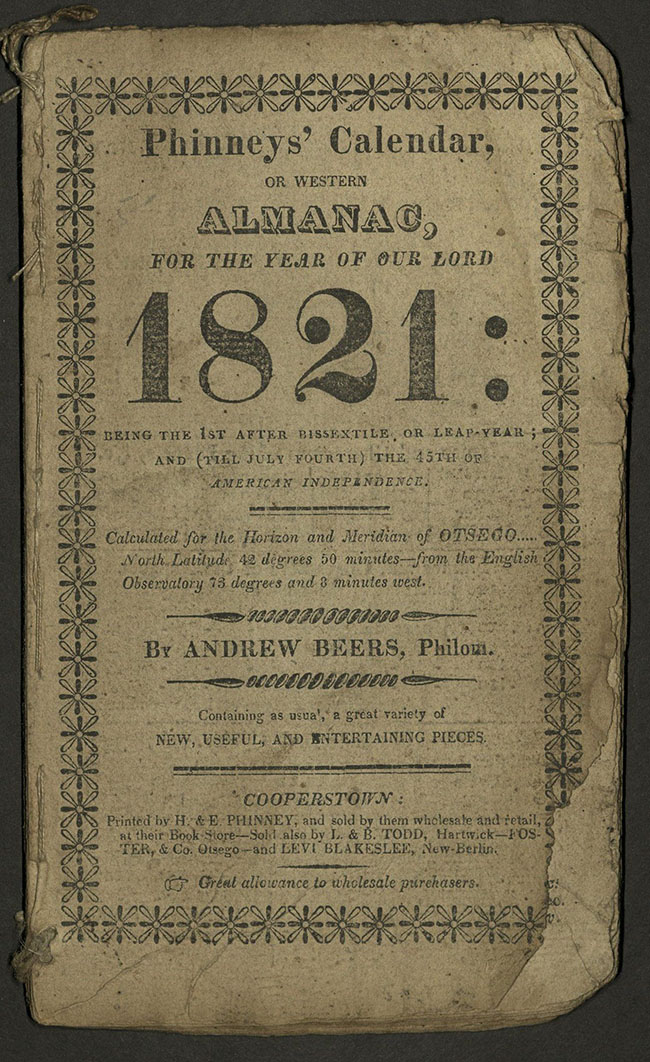 Phinneys' Calendar,
OR WESTERN
ALMANAC,
FOR THE YEAR OF OUR LORD
1821:
BEING THE 1ST AFTER BISSEXTILE, OR LEAP-YEAR;
AND (TILL JULY FOURTH) THE 45TH OF
AMERICAN INDEPENDENCE.
Calculated for the Horizon and Meridian of OTSEGO.....
North Latitude 42 degrees 50 minutes—from the English
Observatory 73 degrees and 3 minutes west.
By ANDREW BEERS, Philom.
Containing as usual, a great variety of
NEW, USEFUL, AND ENTERTAINING PIECES.
COOPERSTOWN:
Printed by H. & E. PHINNEY, and sold by them wholesale and retail,
at their Book-Store—Sold also by L. & B. TODD, Hartwick—FOS-
TER, & Co. Otsego—and LEVI BLAKESLEE, New-Berlin.
☞ Great allowance to wholesale purchasers.